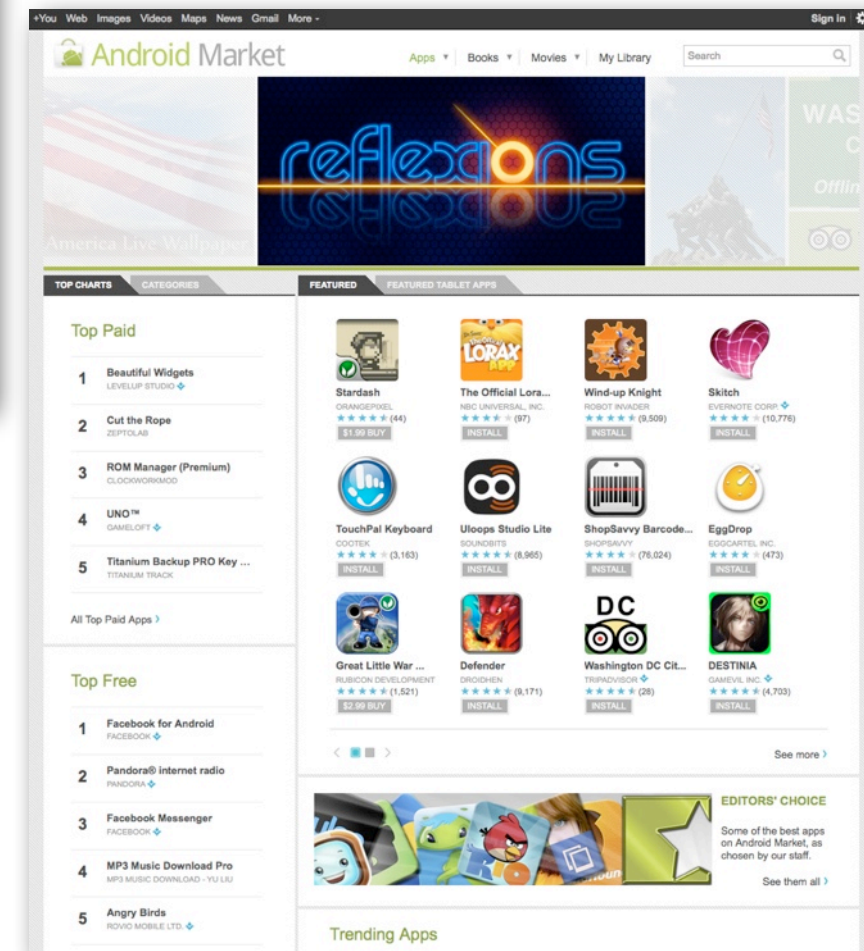 +You Web Images Videos Maps News Gmail More Sign in
Android Market
Apps Books Movies My Library Search
America Live Wallpaper
reflexions
WAS
C
Offlin
TOP CHARTS CATEGORIES
Top Paid
1 Beautiful Widgets
LEVELUP STUDIO
2 Cut the Rope
ZEPTOLAB
3 ROM Manager (Premium)
CLOCKWORKMOD
4 UNO™
GAMELOFT
5 Titanium Backup PRO Key ...
TITANIUM TRACK
All Top Paid Apps
Top Free
1 Facebook for Android
FACEBOOK
2 Pandora® internet radio
PANDORA
3 Facebook Messenger
FACEBOOK
4 MP3 Music Download Pro
MP3 MUSIC DOWNLOAD - YU LIU
5 Angry Birds
ROVIO MOBILE LTD.
FEATURED FEATURED TABLET APPS
LORAX
APP
Stardash The Official Lora... Wind-up Knight Skitch
ORANGEPIXEL NBC UNIVERSAL, INC. ROBOT INVADER EVERNOTE CORP.
(44) (97) (9,509) (10,776)
$1.99 BUY INSTALL INSTALL INSTALL
TouchPal Keyboard Uloops Studio Lite ShopSavvy Barcode... EggDrop
COOTEK SOUNDBITS SHOPSAVVY EGGCARTEL INC.
(3,163) (8,965) (76,024) (473)
INSTALL INSTALL INSTALL INSTALL
DC
Great Little War ... Defender Washington DC Cit... DESTINIA
RUBICON DEVELOPMENT DROIDHEN TRIPADVISOR GAMEVIL INC.
(1,521) (9,171) (28) (4,703)
$2.99 BUY INSTALL INSTALL INSTALL
See more
EDITORS' CHOICE
Some of the best apps
on Android Market, as
chosen by our staff.
See them all
Trending Apps